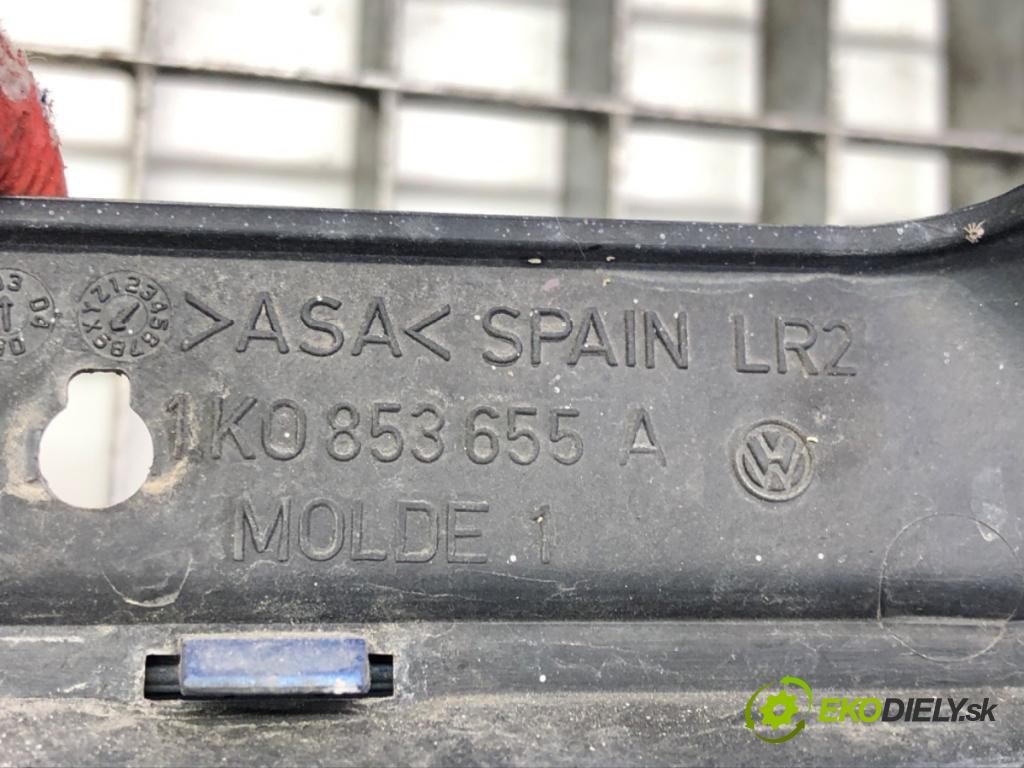 >ASA< SPAIN LR2
1K0 853 655 A
MOLDE 1
EKODIELY.sk